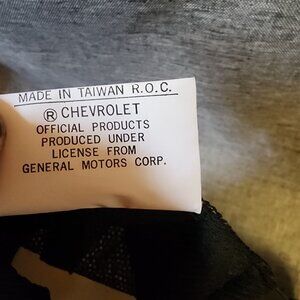 MADE IN TAIWAN R.O.C.
® CHEVROLET
OFFICIAL PRODUCTS
PRODUCED UNDER
LICENSE FROM
GENERAL MOTORS CORP.